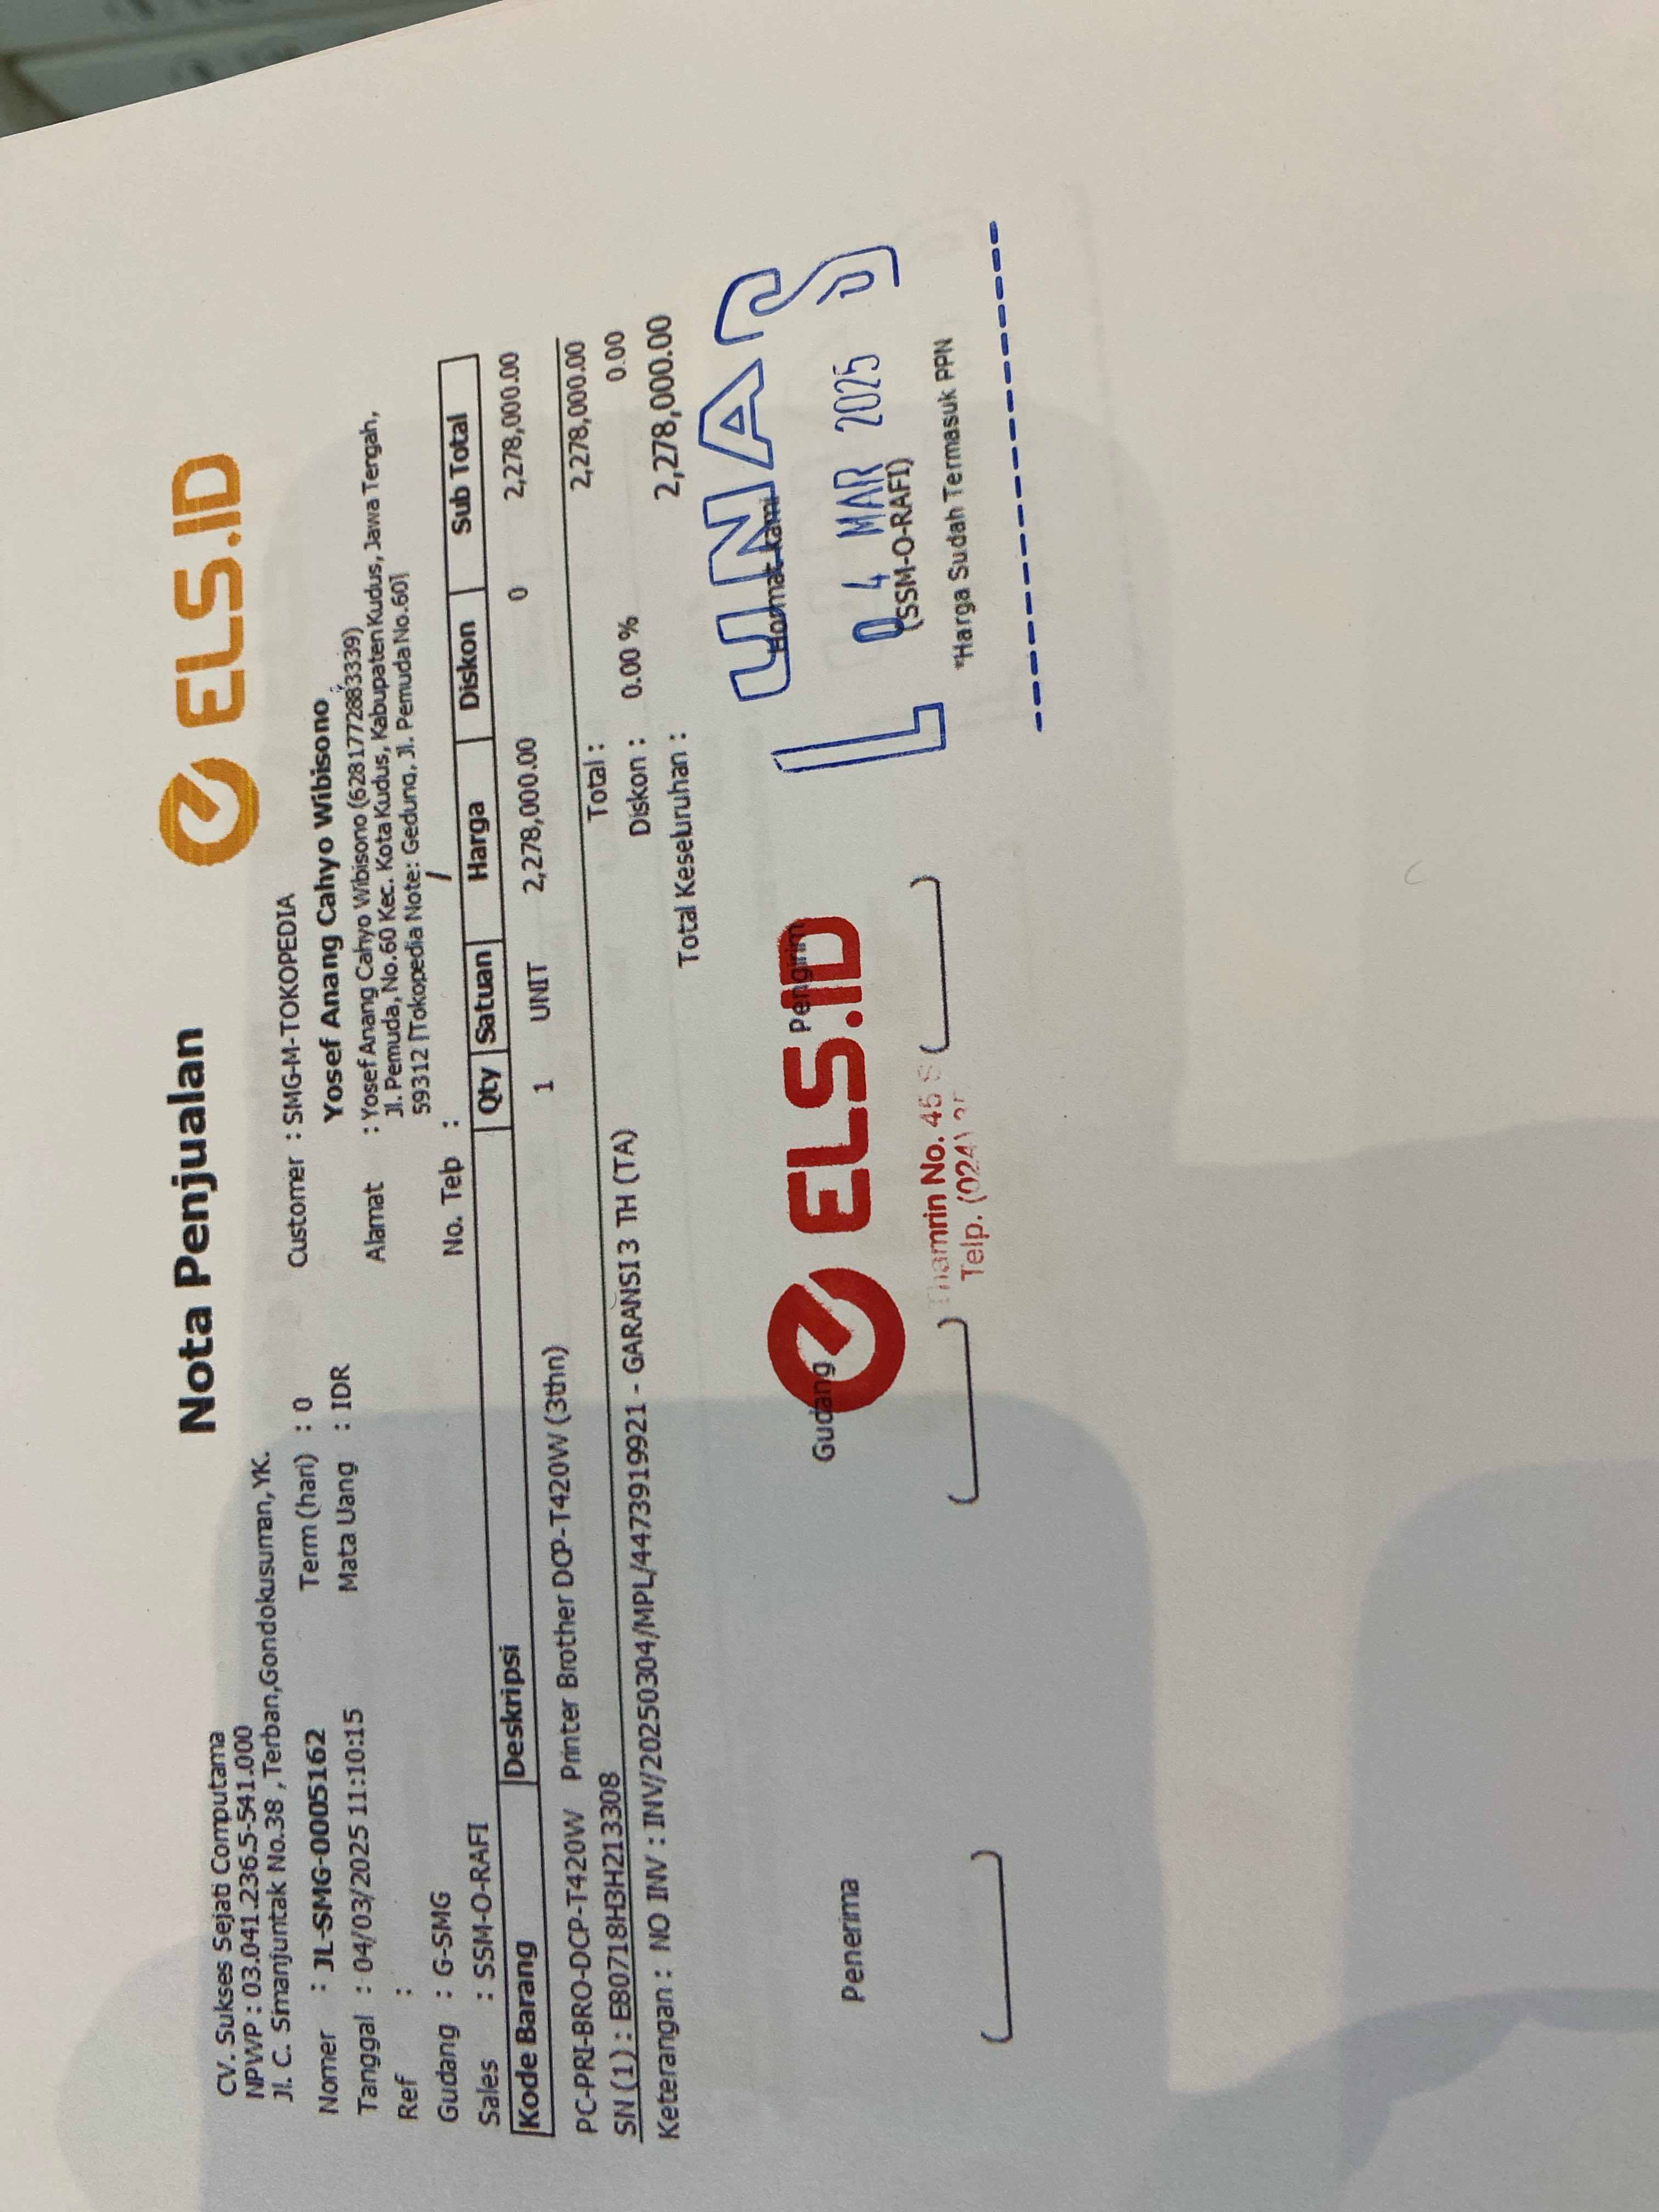 Nota Penjualan
ELS.ID
CV. Sukses Sejati Computama
NPWP : 03.041.236.5-541.000
Jl. C. Simanjuntak No.38 , Terban,Gondokusuman, YK.
Nomer : JL-SMG-0005162
Tanggal : 04/03/2025 11:10:15
Ref :
Gudang : G-SMG
Sales : SSM-O-RAFI
Term (hari) : 0
Mata Uang : IDR
Customer : SMG-M-TOKOPEDIA
Yosef Anang Cahyo Wibisono
Alamat : Yosef Anang Cahyo Wibisono (6281772883339)
Jl. Pemuda, No.60 Kec. Kota Kudus, Kabupaten Kudus, Jawa Tengah,
59312 [Tokopedia Note: Gedung, Jl. Pemuda No.60]
No. Telp : /
Kode Barang Deskripsi Qty Satuan Harga Diskon Sub Total
PC-PRI-BRO-DCP-T420W Printer Brother DCP-T420W (3thn) 1 UNIT 2,278,000.00 0 2,278,000.00
SN (1) : E80718H3H213308
Total : 2,278,000.00
Keterangan : NO INV : INV/20250304/MPL/4473919921 - GARANSI 3 TH (TA)
Diskon : 0.00 % 0.00
Total Keseluruhan : 2,278,000.00
Penerima Gudang Pengirim Hormat kami
ELS.ID
LUNAS
04 MAR 2025
Thamrin No. 46
Telp. (024)
( ) ( ) ( ) (SSM-O-RAFI)
*Harga Sudah Termasuk PPN